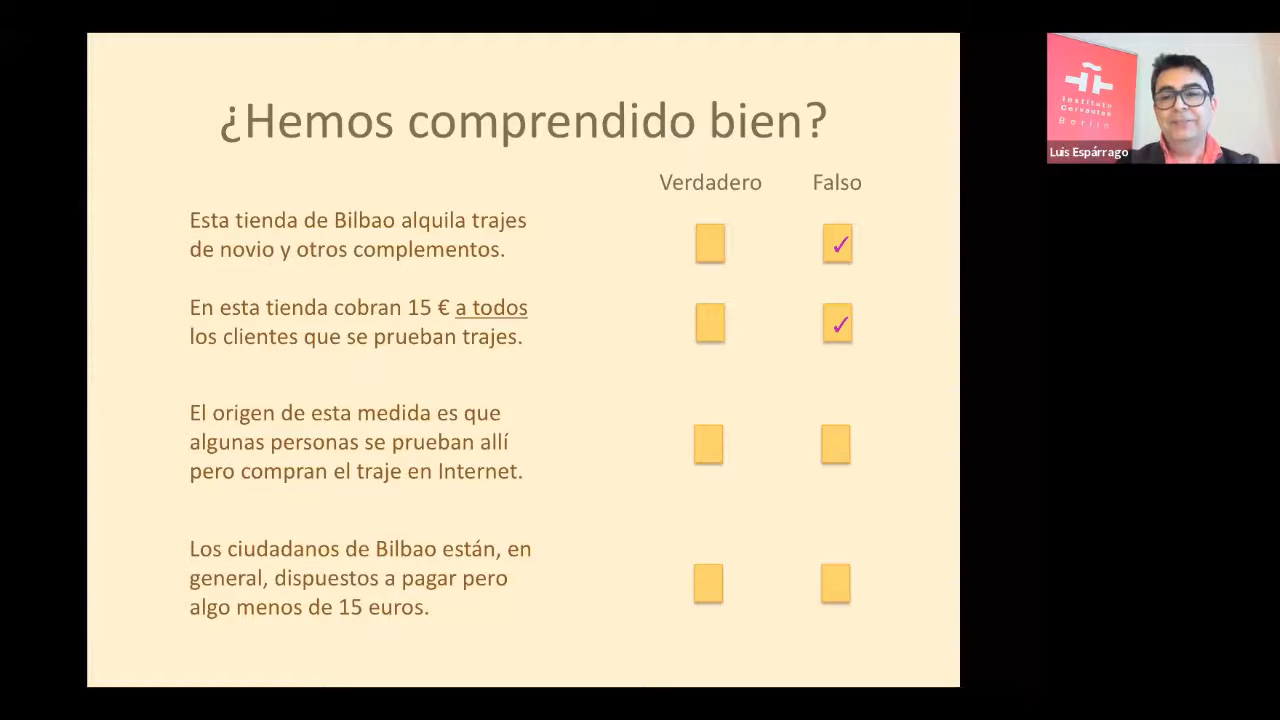 ¿Hemos comprendido bien?
Verdadero Falso
Esta tienda de Bilbao alquila trajes
de novio y otros complementos.
✓
En esta tienda cobran 15 € a todos
los clientes que se prueban trajes.
✓
El origen de esta medida es que
algunas personas se prueban allí
pero compran el traje en Internet.
Los ciudadanos de Bilbao están, en
general, dispuestos a pagar pero
algo menos de 15 euros.
Instituto
Cervantes
Berlin
Luis Espárrago